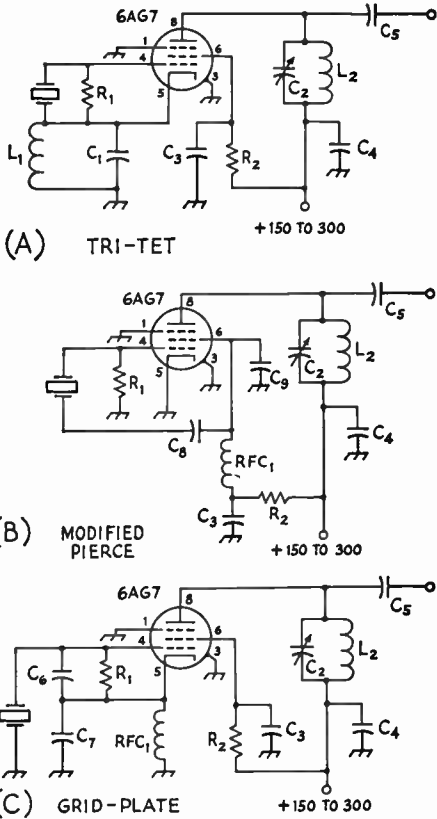 6AG7
8
C5
1
6
4
3
5
R1
C2
L2
L1
C1
C3
R2
C4
+150 TO 300
(A) TRI-TET
6AG7
8
C5
1
6
4
3
5
R1
C9
C2
L2
C8
C4
RFC1
C3
R2
(B) MODIFIED
PIERCE
+150 TO 300
6AG7
8
C5
1
6
4
3
5
C6
R1
C2
L2
C7
RFC1
R2
C3
C4
(C) GRID-PLATE
+150 TO 300